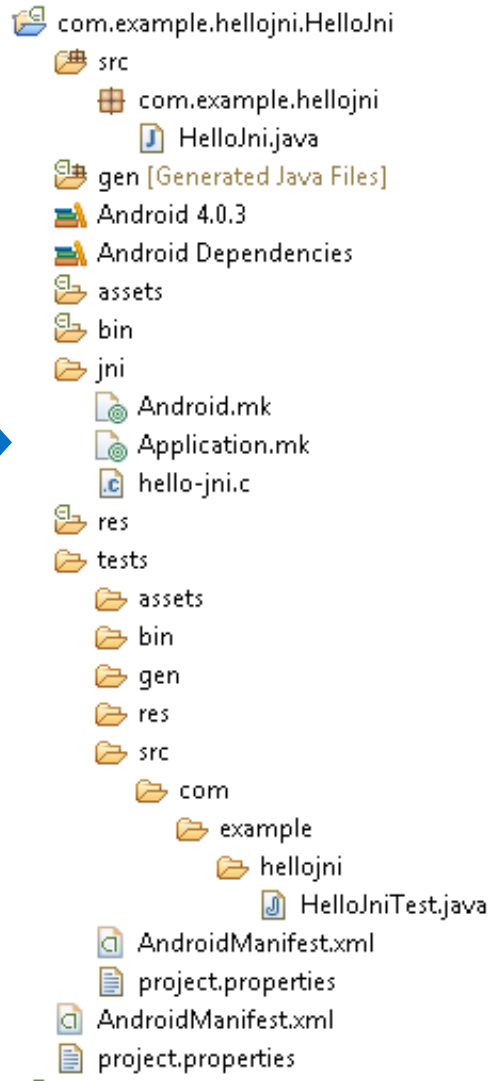 com.example.hellojni.HelloJni
src
com.example.hellojni
HelloJni.java
gen [Generated Java Files]
Android 4.0.3
Android Dependencies
assets
bin
jni
Android.mk
Application.mk
hello-jni.c
res
tests
assets
bin
gen
res
src
com
example
hellojni
HelloJniTest.java
AndroidManifest.xml
project.properties
AndroidManifest.xml
project.properties